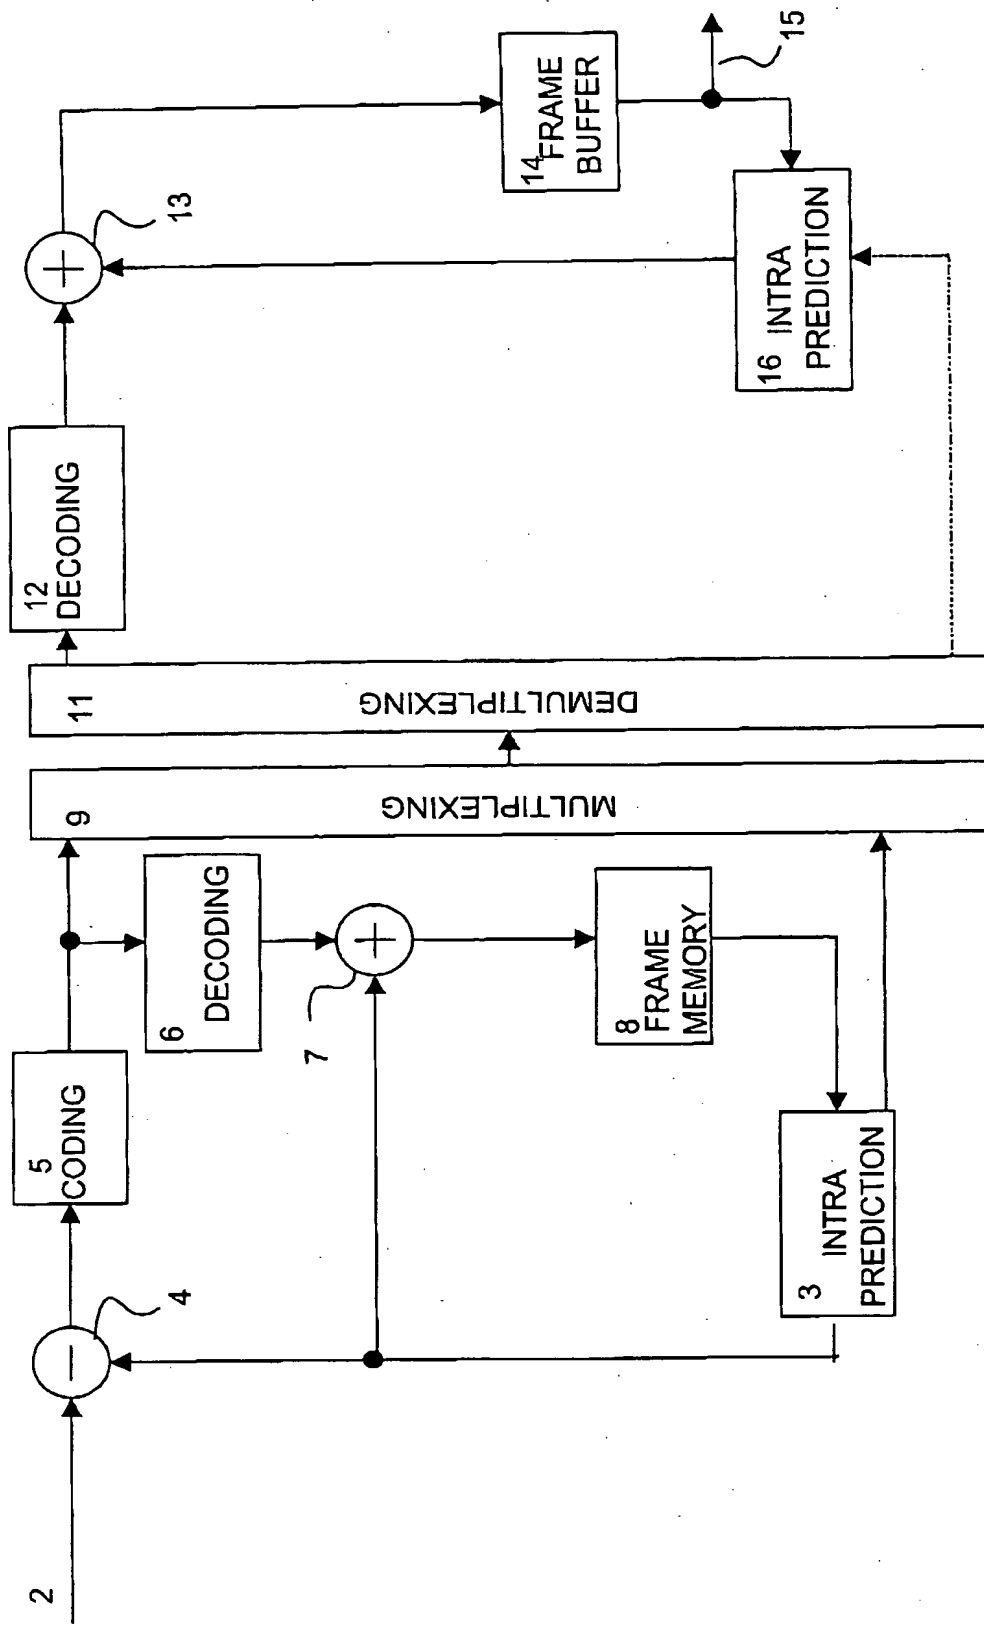 2
4
5
CODING
6
DECODING
7
8
FRAME
MEMORY
3
INTRA
PREDICTION
9
MULTIPLEXING
11
DEMULTIPLEXING
12
DECODING
13
14
FRAME
BUFFER
15
16
INTRA
PREDICTION